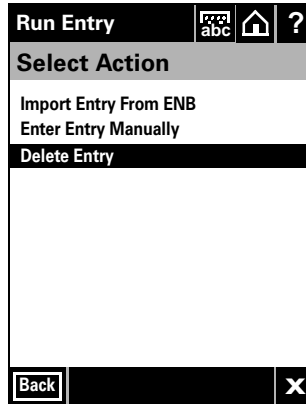 Run Entry abc ?
Select Action
Import Entry From ENB
Enter Entry Manually
Delete Entry
Back X